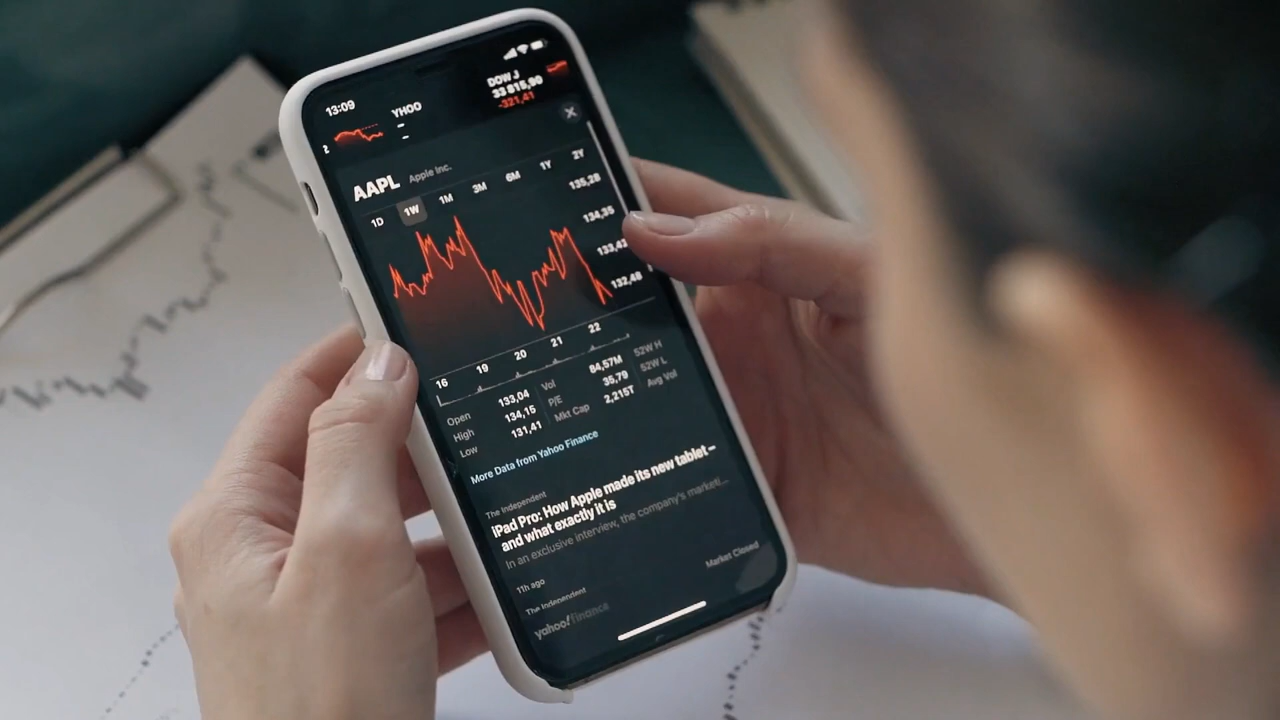 13:09
YHOO
–
–
2
DOW J
33 815,90
-321,41
AAPL Apple Inc.
1D 1W 1M 3M 6M 1Y 2Y
135,28
134,35
133,43
132,48
16 19 20 21 22
Open 133,04
High 134,15
Low 131,41
Vol 84,57M
P/E 35,79
Mkt Cap 2,215T
52W H
52W L
Avg Vol
More Data from Yahoo Finance
The Independent
iPad Pro: How Apple made its new tablet –
and what exactly it is
In an exclusive interview, the company's marketi...
11h ago
The Independent
yahoo!finance
Market Closed